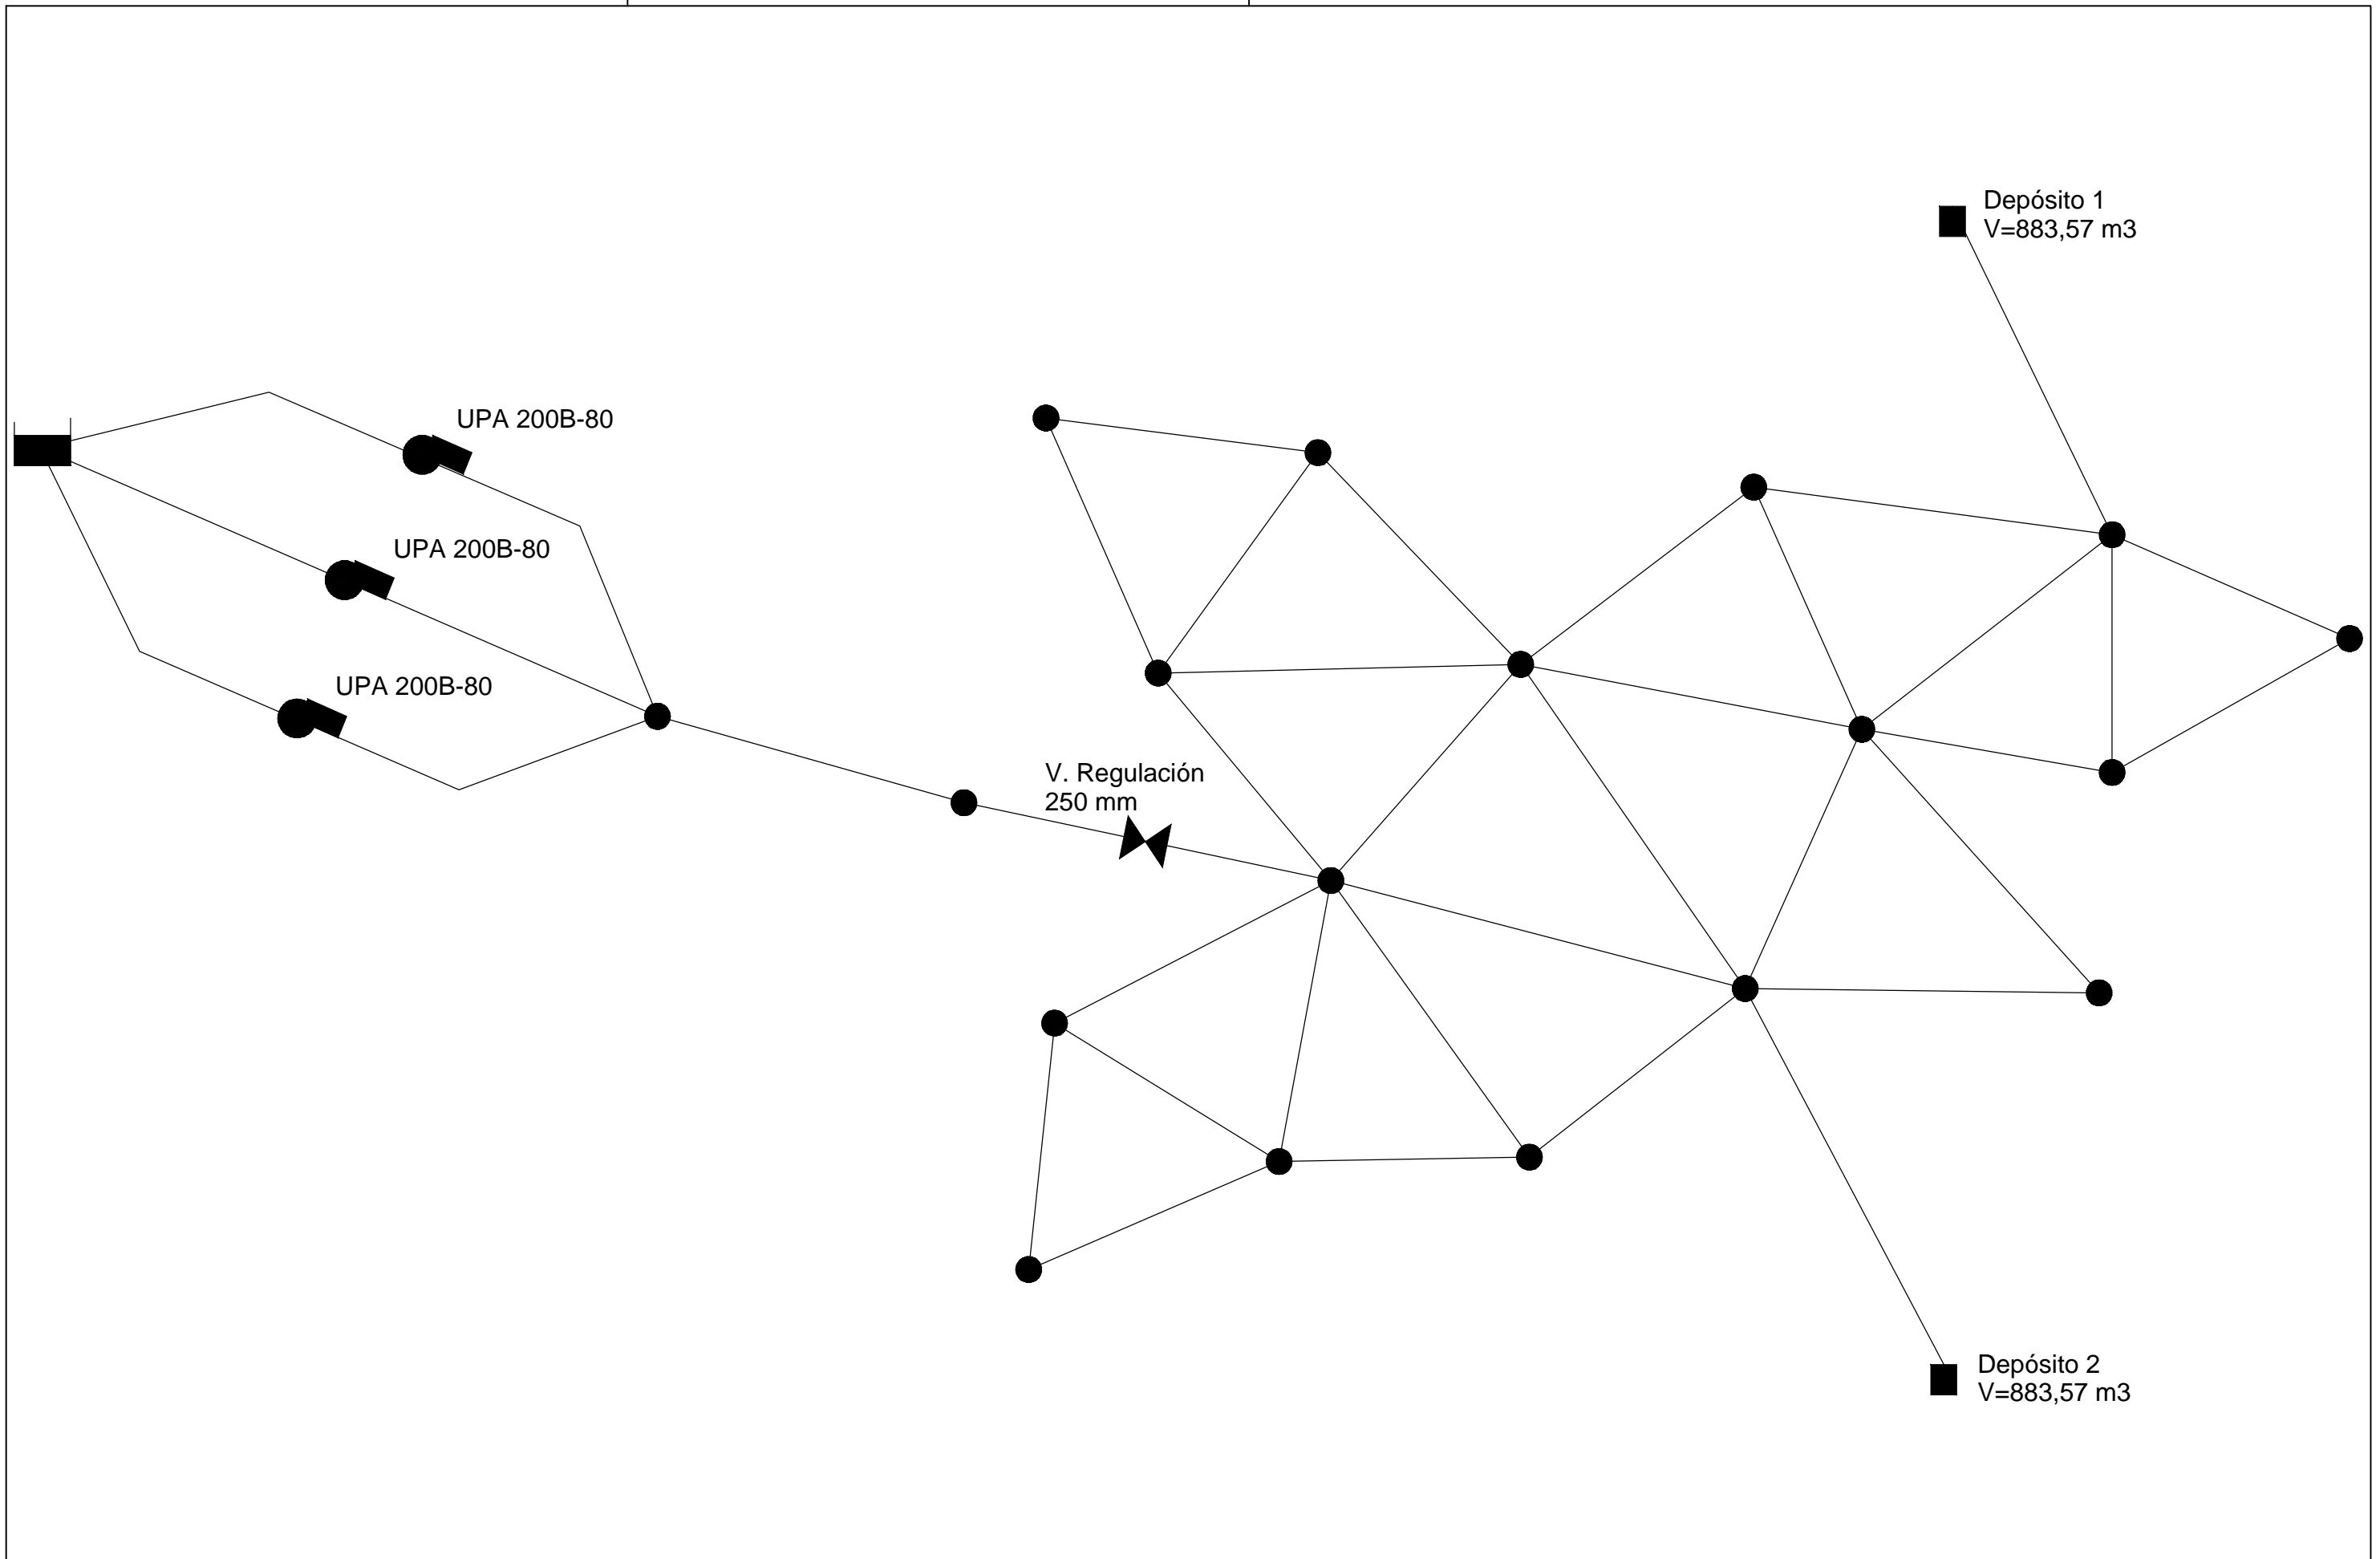 Depósito 1
V=883,57 m3
UPA 200B-80
UPA 200B-80
UPA 200B-80
V. Regulación
250 mm
Depósito 2
V=883,57 m3